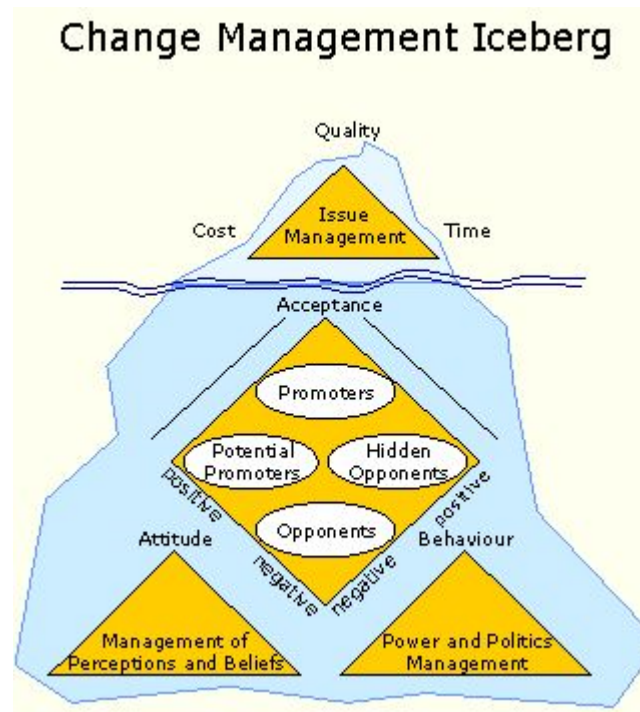 Change Management Iceberg
Quality
Cost
Issue
Management
Time
Acceptance
Promoters
Potential
Promoters
Hidden
Opponents
positive
positive
Opponents
Attitude
Behaviour
negative
negative
Management of
Perceptions and Beliefs
Power and Politics
Management